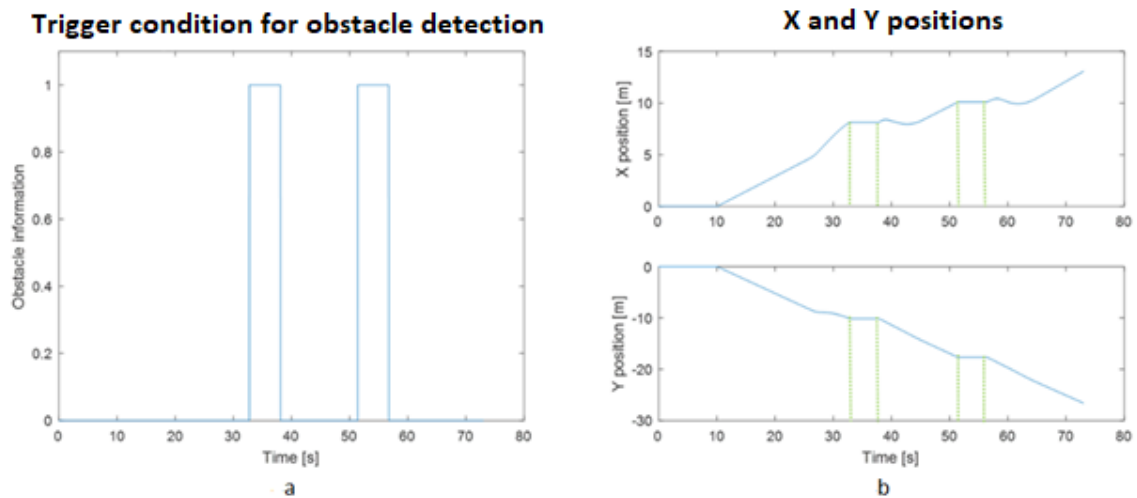 Trigger condition for obstacle detection
1
0.8
0.6
0.4
0.2
0
Obstacle information
0 10 20 30 40 50 60 70 80
Time [s]
a
X and Y positions
15
10
5
0
X position [m]
0 10 20 30 40 50 60 70 80
0
-10
-20
-30
Y position [m]
0 10 20 30 40 50 60 70 80
Time [s]
b